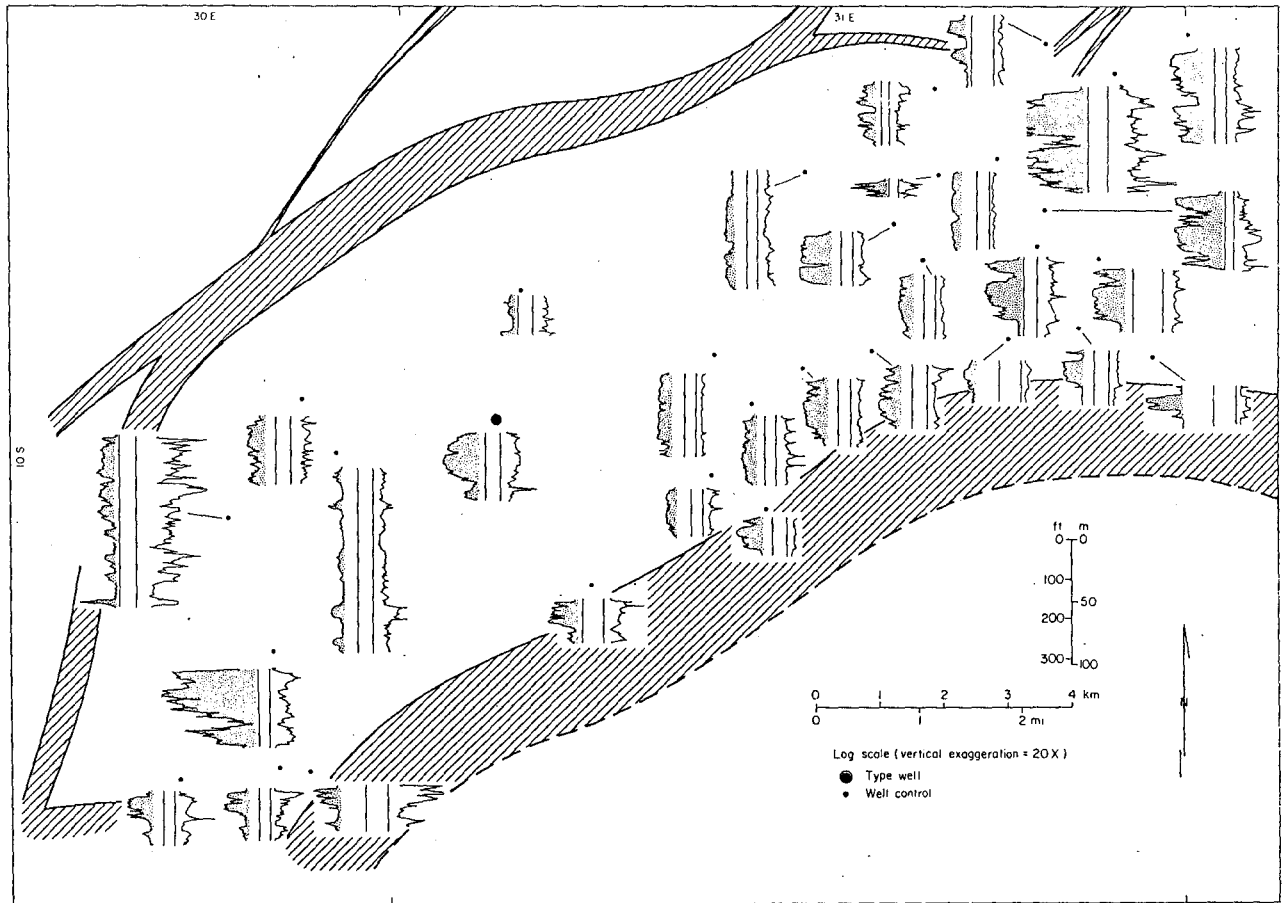 30 E
31 E
10 S
ft m
0 0
100
50
200
300 100
0 1 2 3 4 km
0 1 2 mi
Log scale (vertical exaggeration = 20 X)
Type well
Well control
N